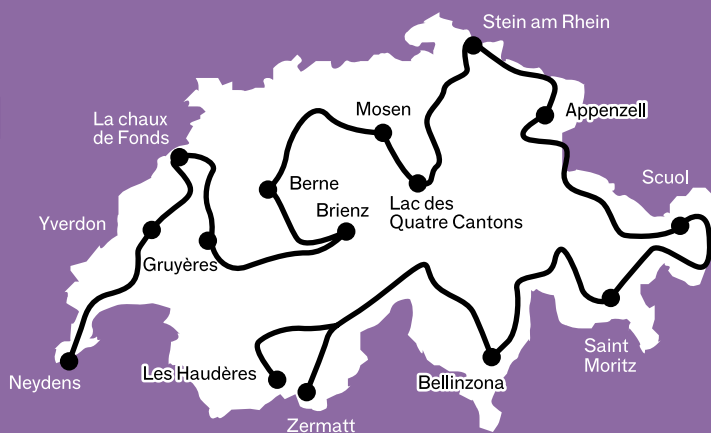 Stein am Rhein
Mosen
Appenzell
La chaux
de Fonds
Berne
Scuol
Brienz
Lac des
Quatre Cantons
Yverdon
Gruyères
Saint
Moritz
Neydens
Les Haudères
Bellinzona
Zermatt